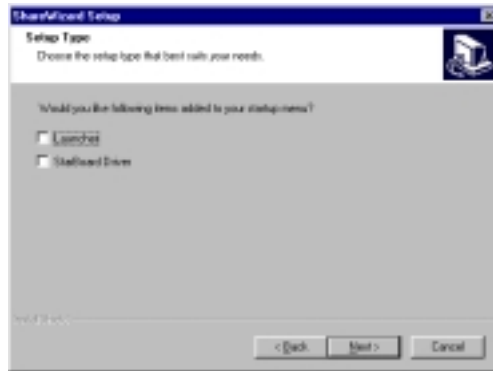 ShareWizard Setup
Setup Type
Choose the setup type that best suits your needs.
Would you like following items added to your startup menu?
Launcher
StarBoard Driver
< Back
Next >
Cancel